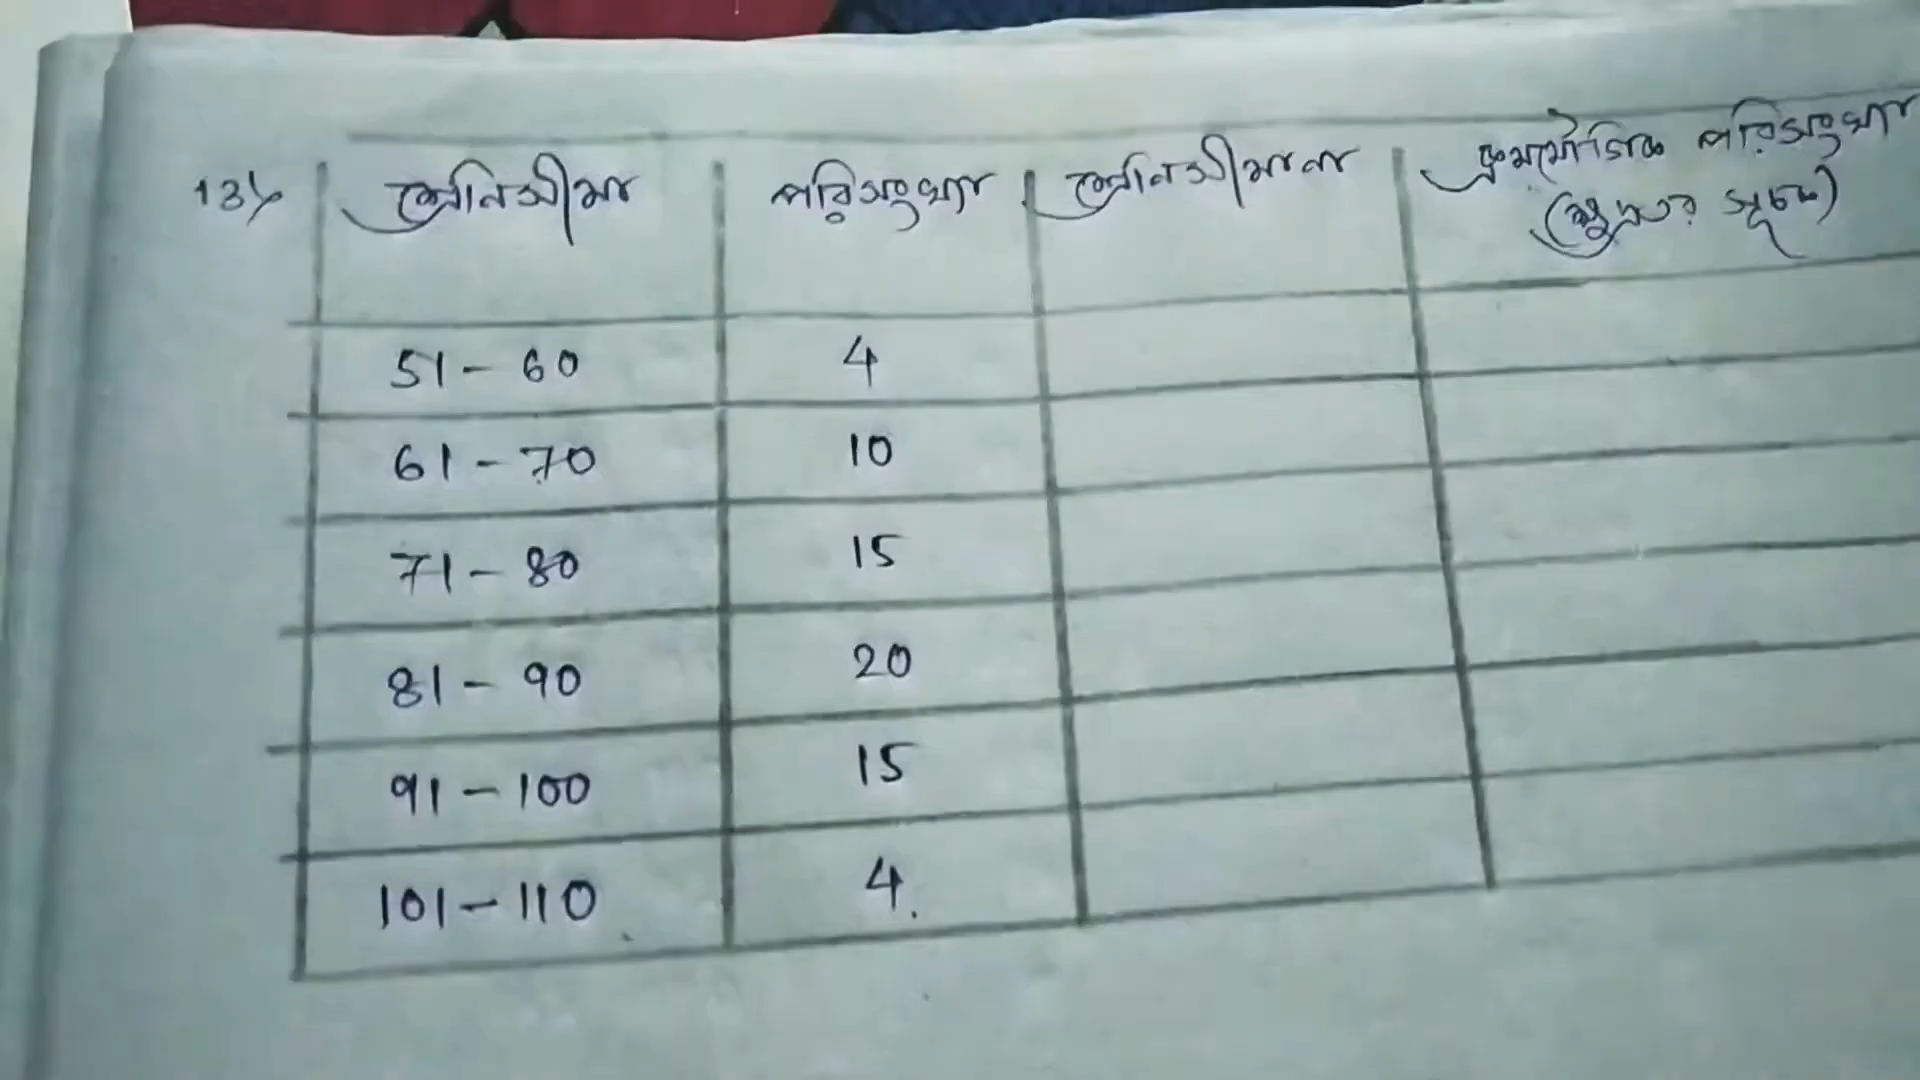 13৮ শ্রেনিসীমা পরিসংখ্যা শ্রেনিসীমানা ক্রমযৌগিক পরিসংখ্যা
(ক্ষুদ্রতর সূচক)
51 - 60 4
61 - 70 10
71 - 80 15
81 - 90 20
91 - 100 15
101 - 110 4.